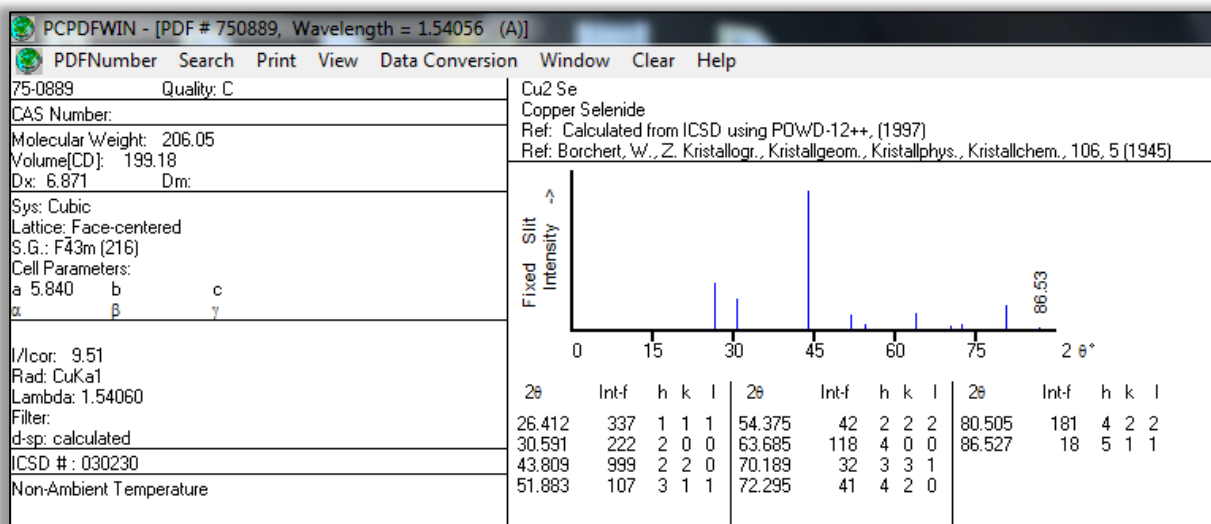 PCPDFWIN - [PDF # 750889, Wavelength = 1.54056 (A)]
PDFNumber Search Print View Data Conversion Window Clear Help
75-0889 Quality: C
CAS Number:
Molecular Weight: 206.05
Volume[CD]: 199.18
Dx: 6.871 Dm:
Sys: Cubic
Lattice: Face-centered
S.G.: F4̅3m (216)
Cell Parameters:
a 5.840 b c
α β γ
I/Icor: 9.51
Rad: CuKa1
Lambda: 1.54060
Filter:
d-sp: calculated
ICSD # : 030230
Non-Ambient Temperature
Cu2 Se
Copper Selenide
Ref: Calculated from ICSD using POWD-12++, (1997)
Ref: Borchert, W., Z. Kristallogr., Kristallgeom., Kristallphys., Kristallchem., 106, 5 (1945)
Fixed Slit
Intensity ->
86.53
0 15 30 45 60 75 2 θ°
2θ Int-f h k l 2θ Int-f h k l 2θ Int-f h k l
26.412 337 1 1 1 54.375 42 2 2 2 80.505 181 4 2 2
30.591 222 2 0 0 63.685 118 4 0 0 86.527 18 5 1 1
43.809 999 2 2 0 70.189 32 3 3 1
51.883 107 3 1 1 72.295 41 4 2 0